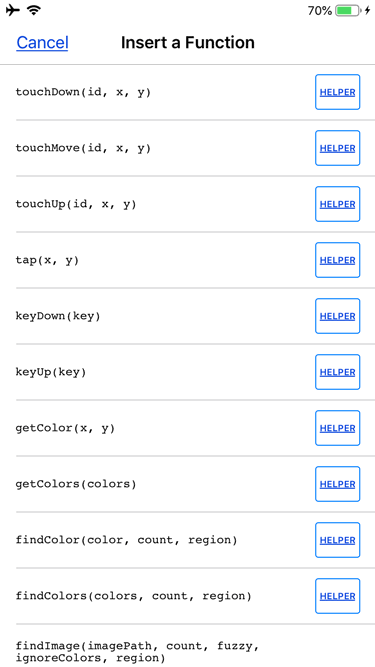 70%
Cancel Insert a Function
touchDown(id, x, y) HELPER
touchMove(id, x, y) HELPER
touchUp(id, x, y) HELPER
tap(x, y) HELPER
keyDown(key) HELPER
keyUp(key) HELPER
getColor(x, y) HELPER
getColors(colors) HELPER
findColor(color, count, region) HELPER
findColors(colors, count, region) HELPER
findImage(imagePath, count, fuzzy,
ignoreColors, region)